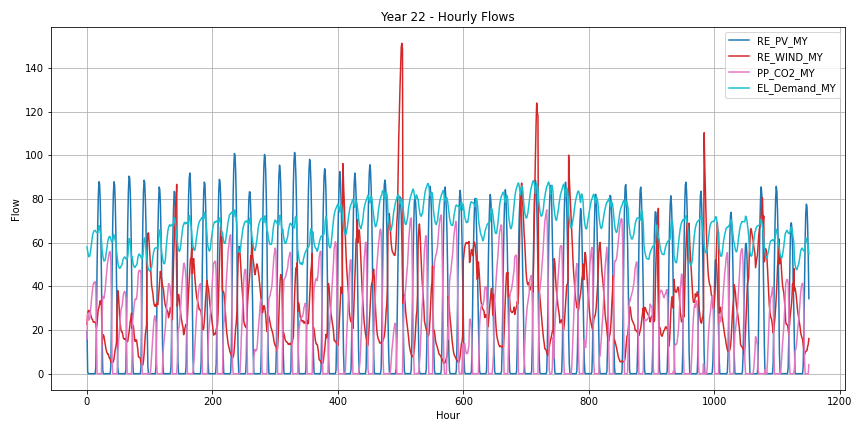 Year 22 - Hourly Flows
RE_PV_MY
RE_WIND_MY
PP_CO2_MY
EL_Demand_MY
Flow
140
120
100
80
60
40
20
0
0 200 400 600 800 1000 1200
Hour